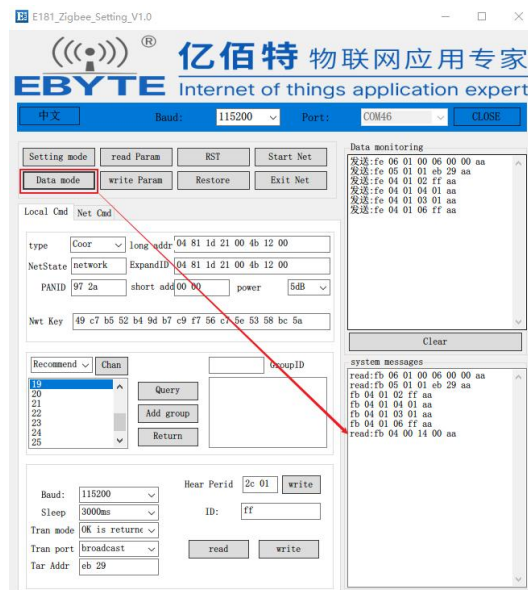 E181_Zigbee_Setting_V1.0
((·)) ®
EBYTE
亿佰特 物联网应用专家
Internet of things application expert
中文 Baud: 115200 Port: COM46 CLOSE
Setting mode read Param RST Start Net
Data mode write Param Restore Exit Net
Local Cmd Net Cmd
type Coor long addr 04 81 1d 21 00 4b 12 00
NetState network ExpandID 04 81 1d 21 00 4b 12 00
PANID 97 2a short add 00 00 power 5dB
Nwt Key 49 c7 b5 52 b4 9d b7 c9 f7 56 c7 5e 53 58 bc 5a
Recommend Chan GroupID
19
20
21
22
23
24
25
Query
Add group
Return
Baud: 115200
Sleep 3000ms
Tran mode OK is returne
Tran port broadcast
Tar Addr eb 29
Hear Perid 2c 01 write
ID: ff
read write
Data monitoring
发送:fe 06 01 00 06 00 00 aa
发送:fe 05 01 01 eb 29 aa
发送:fe 04 01 02 ff aa
发送:fe 04 01 04 01 aa
发送:fe 04 01 03 01 aa
发送:fe 04 01 06 ff aa
Clear
system messages
read:fb 06 01 00 06 00 00 aa
read:fb 05 01 01 eb 29 aa
fb 04 01 02 ff aa
fb 04 01 04 01 aa
fb 04 01 03 01 aa
fb 04 01 06 ff aa
read:fb 04 00 14 00 aa